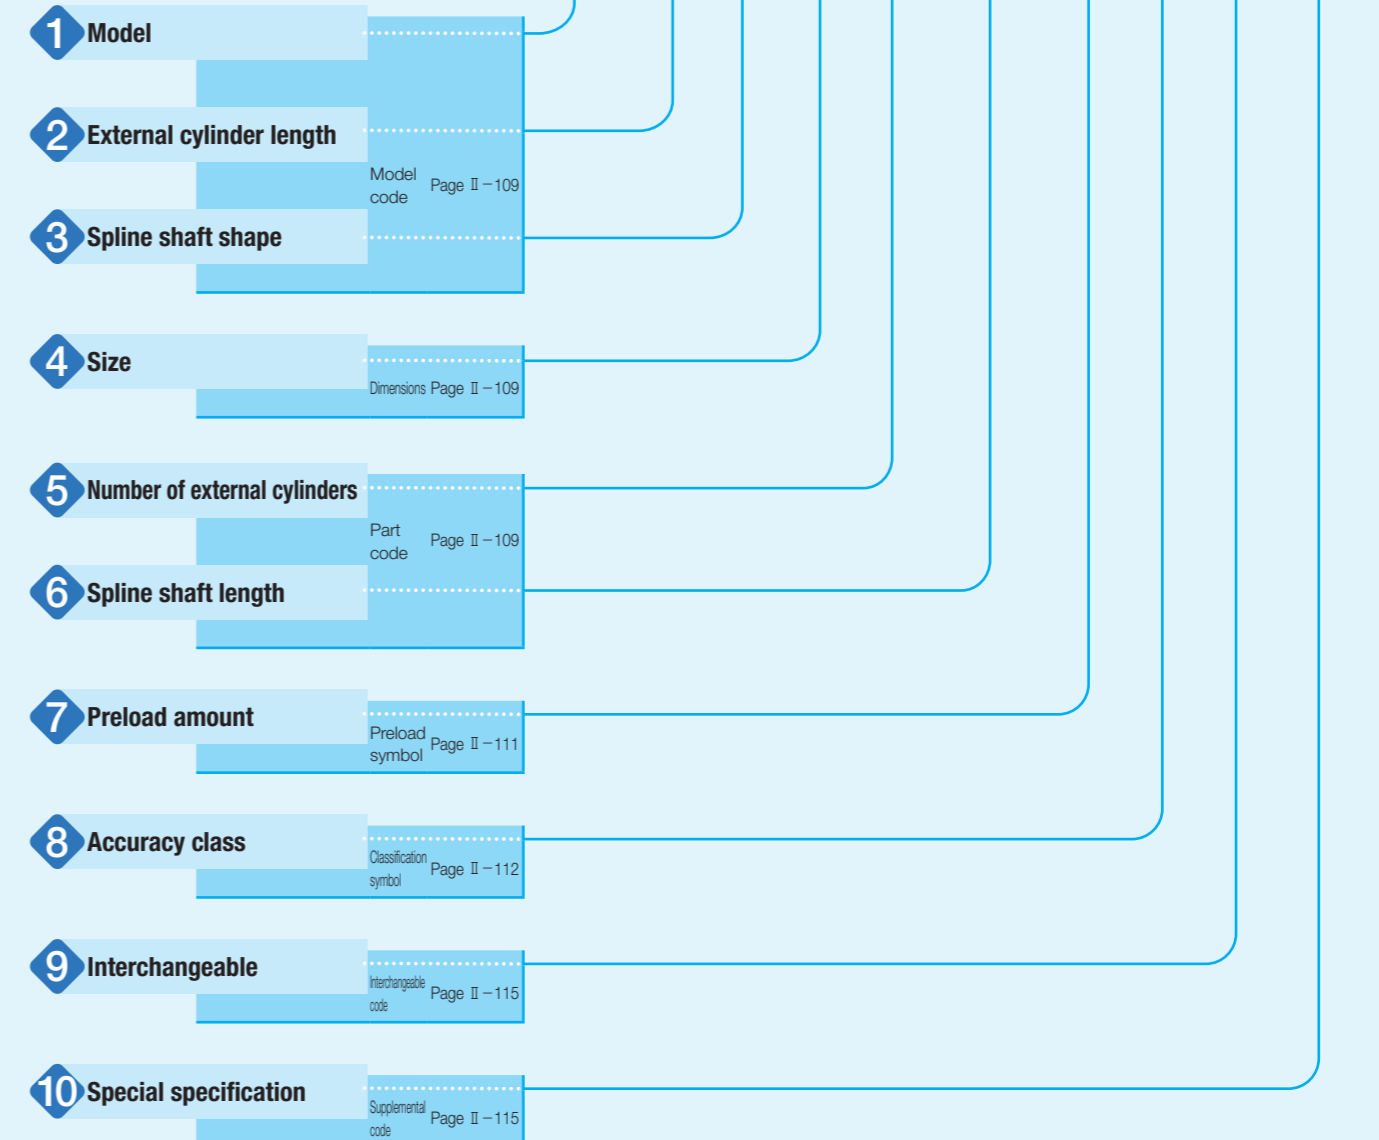 1 Model
2 External cylinder length
Model
code Page Ⅱ-109
3 Spline shaft shape
4 Size
Dimensions Page Ⅱ-109
5 Number of external cylinders
Part
code Page Ⅱ-109
6 Spline shaft length
7 Preload amount
Preload
symbol Page Ⅱ-111
8 Accuracy class
Classification
symbol Page Ⅱ-112
9 Interchangeable
Interchangeable
code Page Ⅱ-115
10 Special specification
Supplemental
code Page Ⅱ-115